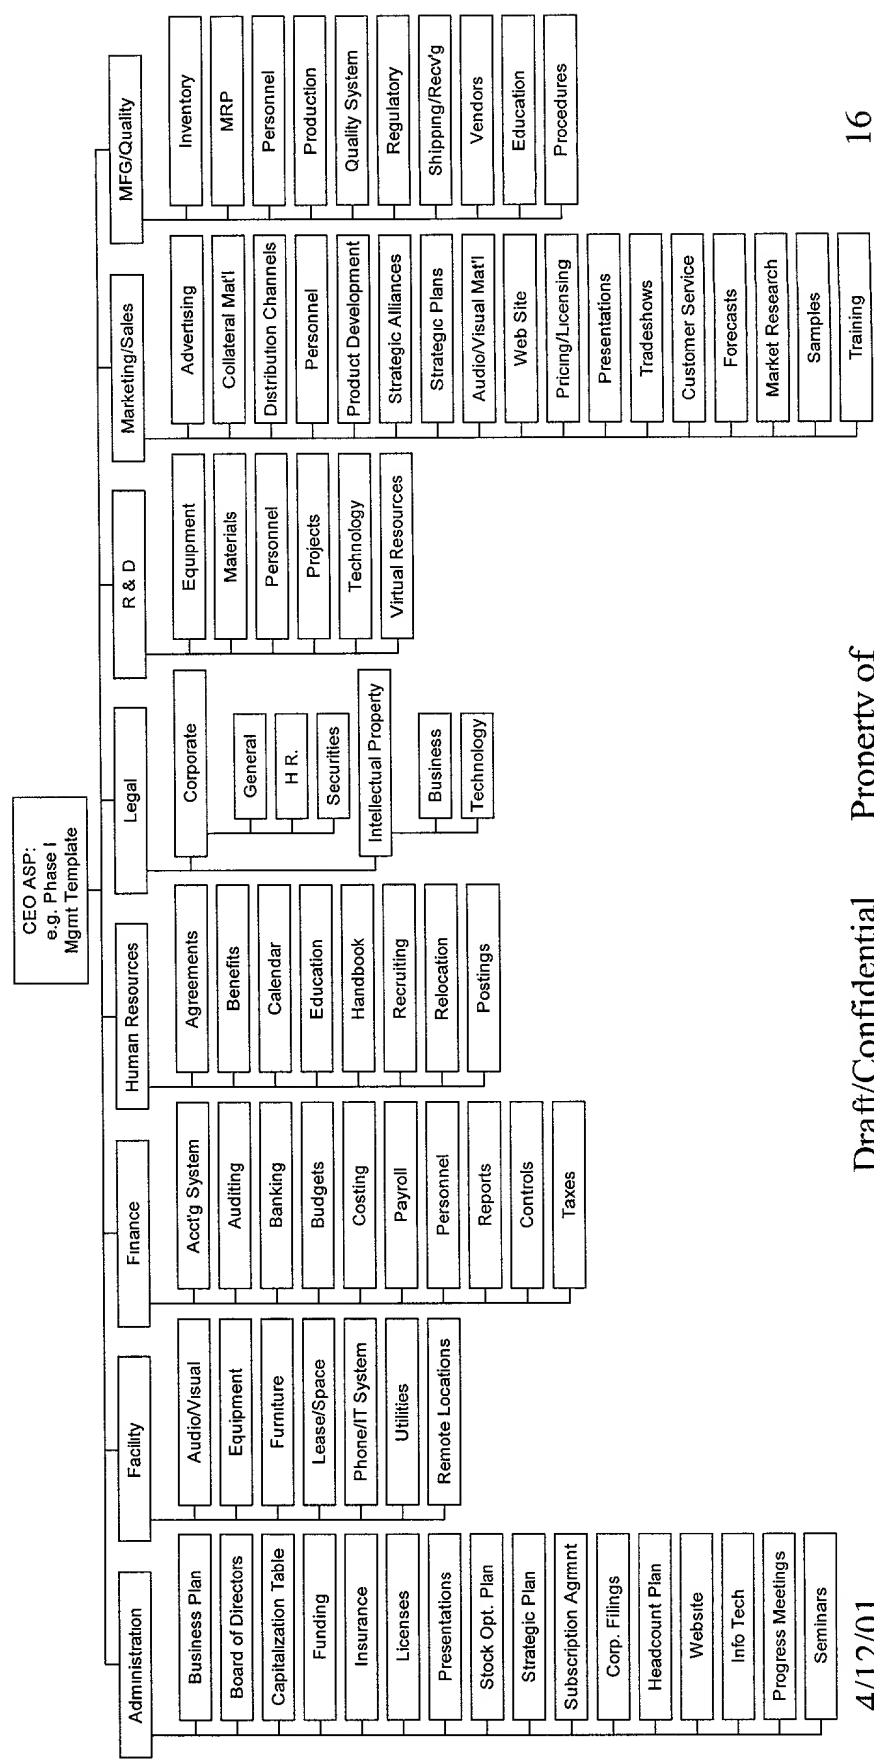 CEO ASP:
e.g. Phase I
Mgmt Template
Administration
Business Plan
Board of Directors
Capitalization Table
Funding
Insurance
Licenses
Presentations
Stock Opt. Plan
Strategic Plan
Subscription Agmnt
Corp. Filings
Headcount Plan
Website
Info Tech
Progress Meetings
Seminars
Facility
Audio/Visual
Equipment
Furniture
Lease/Space
Phone/IT System
Utilities
Remote Locations
Finance
Acct'g System
Auditing
Banking
Budgets
Costing
Payroll
Personnel
Reports
Controls
Taxes
Human Resources
Agreements
Benefits
Calendar
Education
Handbook
Recruiting
Relocation
Postings
Legal
Corporate
General
H R.
Securities
Intellectual Property
Business
Technology
R & D
Equipment
Materials
Personnel
Projects
Technology
Virtual Resources
Marketing/Sales
Advertising
Collateral Mat'l
Distribution Channels
Personnel
Product Development
Strategic Alliances
Strategic Plans
Audio/Visual Mat'l
Web Site
Pricing/Licensing
Presentations
Tradeshows
Customer Service
Forecasts
Market Research
Samples
Training
MFG/Quality
Inventory
MRP
Personnel
Production
Quality System
Regulatory
Shipping/Recv'g
Vendors
Education
Procedures
4/12/01 Draft/Confidential Property of 16